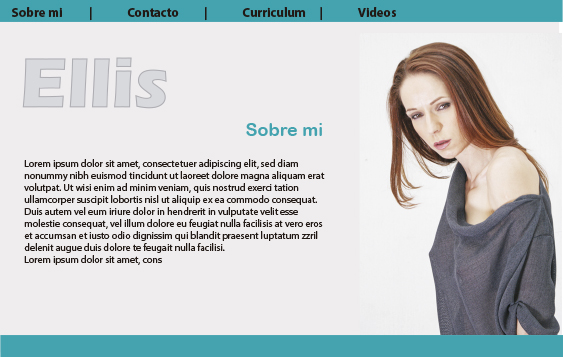 Sobre mi | Contacto | Curriculum | Videos
Ellis
Sobre mi
Lorem ipsum dolor sit amet, consectetuer adipiscing elit, sed diam
nonummy nibh euismod tincidunt ut laoreet dolore magna aliquam erat
volutpat. Ut wisi enim ad minim veniam, quis nostrud exerci tation
ullamcorper suscipit lobortis nisl ut aliquip ex ea commodo consequat.
Duis autem vel eum iriure dolor in hendrerit in vulputate velit esse
molestie consequat, vel illum dolore eu feugiat nulla facilisis at vero eros
et accumsan et iusto odio dignissim qui blandit praesent luptatum zzril
delenit augue duis dolore te feugait nulla facilisi.
Lorem ipsum dolor sit amet, cons